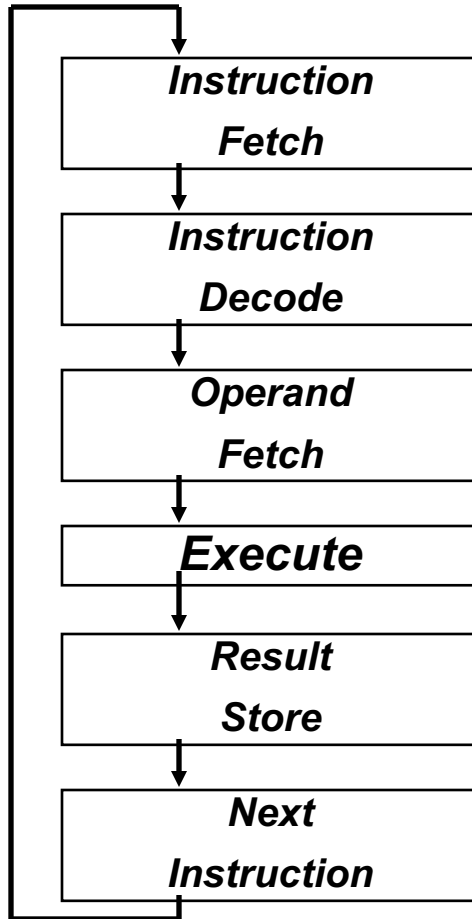 Instruction
Fetch
Instruction
Decode
Operand
Fetch
Execute
Result
Store
Next
Instruction